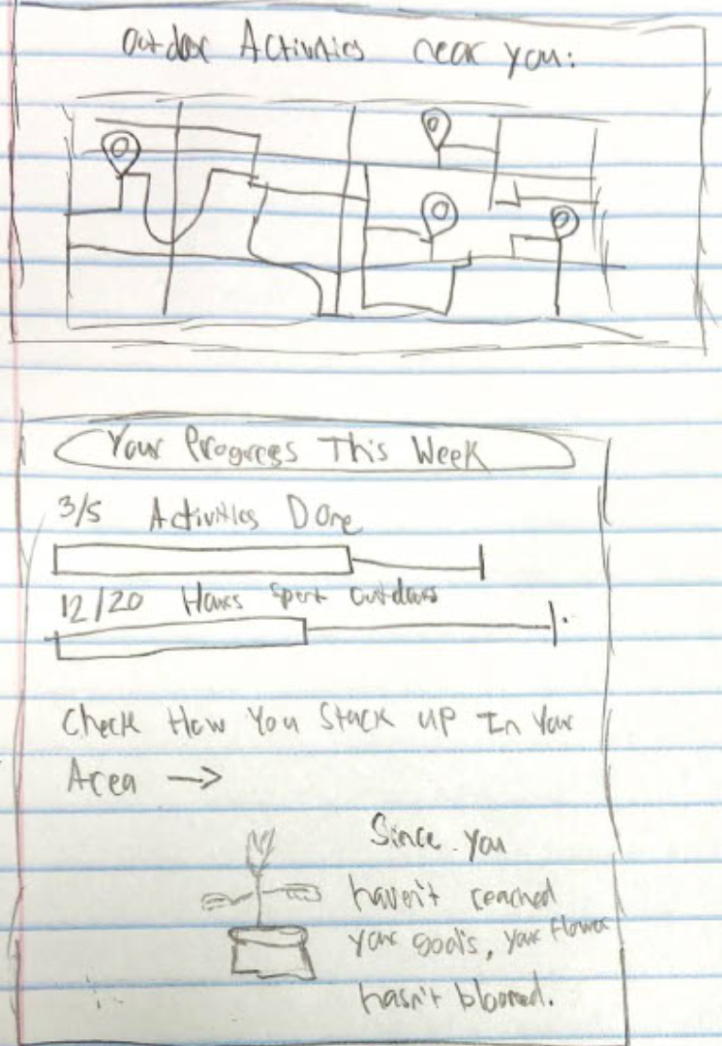 Outdoor Activities near you:
Your Progress This Week
3/5 Activities Done
12/20 Hours Spent Outdoors
Check How You Stack Up In Your
Area →
Since you
haven't reached
your goals, your flower
hasn't bloomed.